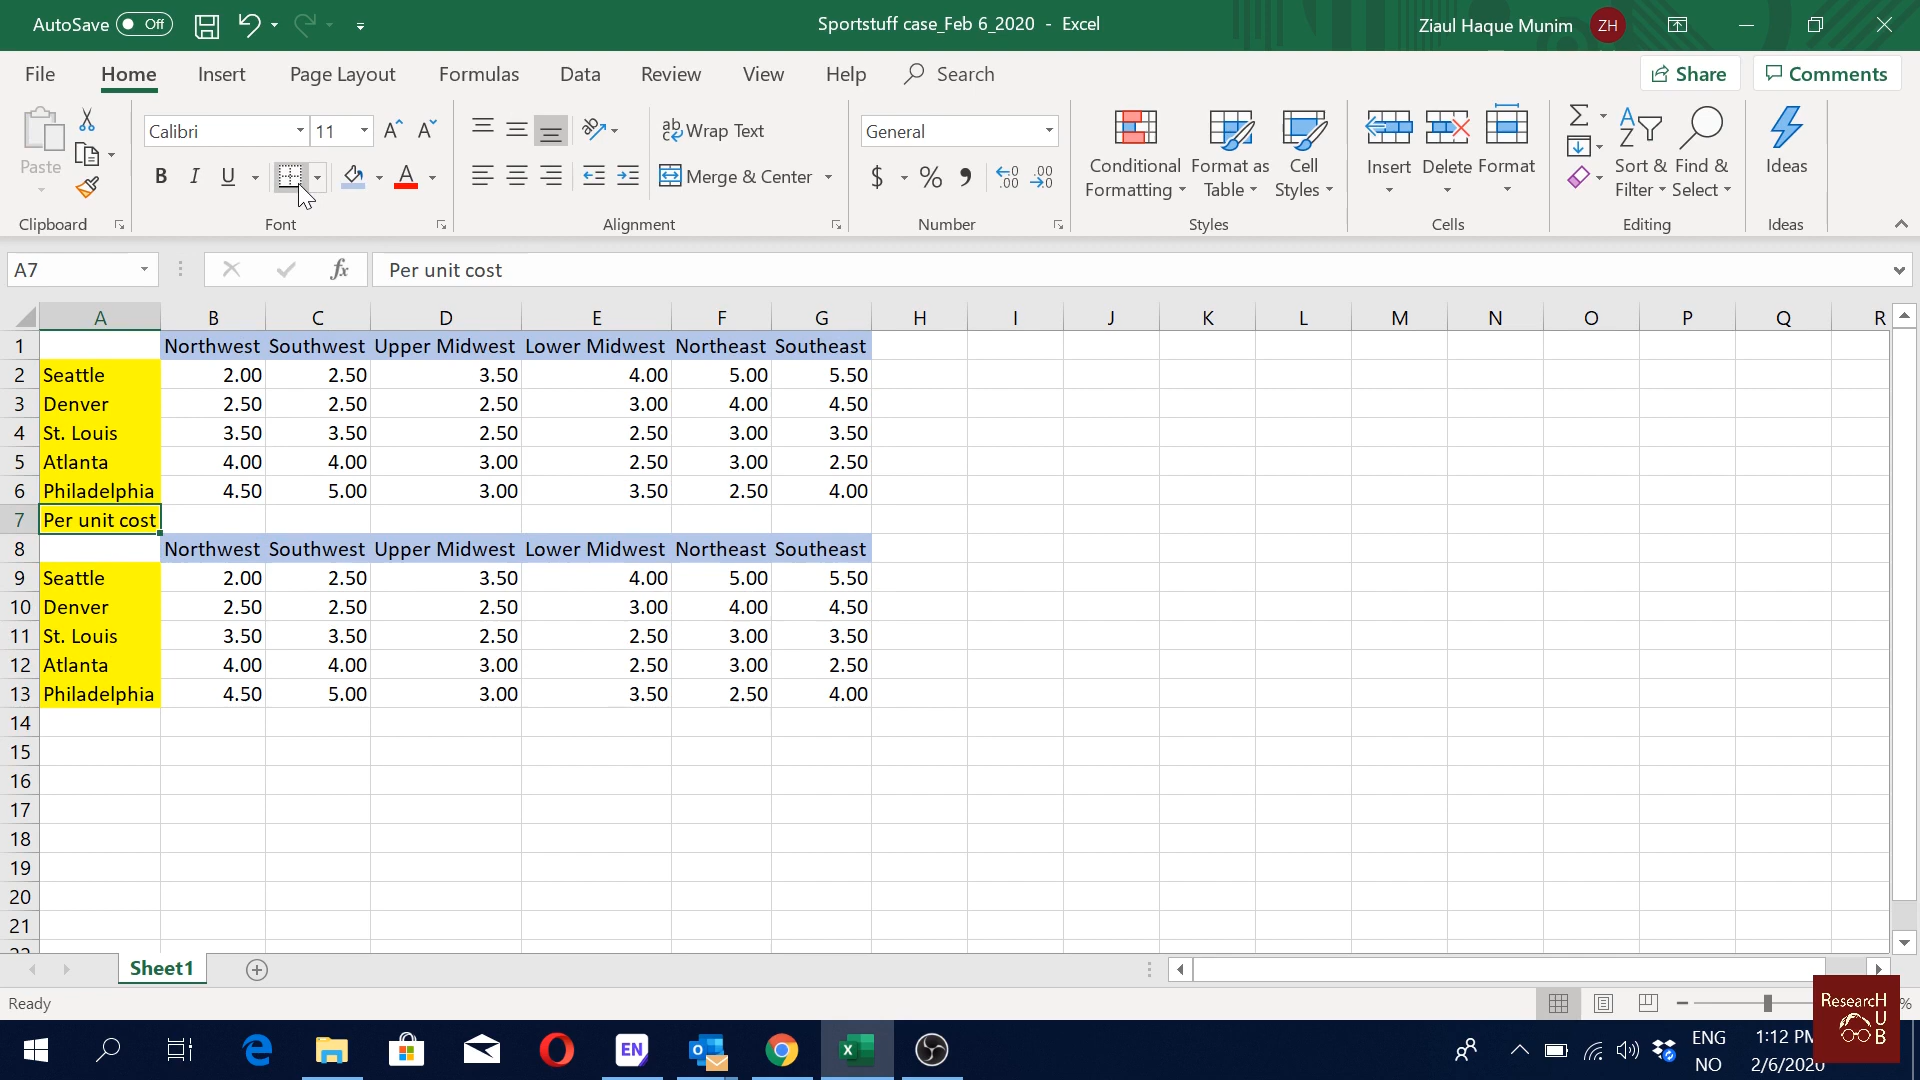 AutoSave Off Sportstuff case_Feb 6_2020 - Excel Ziaul Haque Munim ZH
File Home Insert Page Layout Formulas Data Review View Help Search Share Comments
Paste Calibri 11 A A ab Wrap Text General Conditional Formatting Format as Table Cell Styles Insert Delete Format Sort & Filter Find & Select Ideas
B I U A Merge & Center $ % , .00
Clipboard Font Alignment Number Styles Cells Editing Ideas
A7 fx Per unit cost
A B C D E F G H I J K L M N O P Q R
1 Northwest Southwest Upper Midwest Lower Midwest Northeast Southeast
2 Seattle 2.00 2.50 3.50 4.00 5.00 5.50
3 Denver 2.50 2.50 2.50 3.00 4.00 4.50
4 St. Louis 3.50 3.50 2.50 2.50 3.00 3.50
5 Atlanta 4.00 4.00 3.00 2.50 3.00 2.50
6 Philadelphia 4.50 5.00 3.00 3.50 2.50 4.00
7 Per unit cost
8 Northwest Southwest Upper Midwest Lower Midwest Northeast Southeast
9 Seattle 2.00 2.50 3.50 4.00 5.00 5.50
10 Denver 2.50 2.50 2.50 3.00 4.00 4.50
11 St. Louis 3.50 3.50 2.50 2.50 3.00 3.50
12 Atlanta 4.00 4.00 3.00 2.50 3.00 2.50
13 Philadelphia 4.50 5.00 3.00 3.50 2.50 4.00
14
15
16
17
18
19
20
21
Sheet1
Ready %
ResearcH
U
B
EN ENG 1:12 PM
NO 2/6/2020